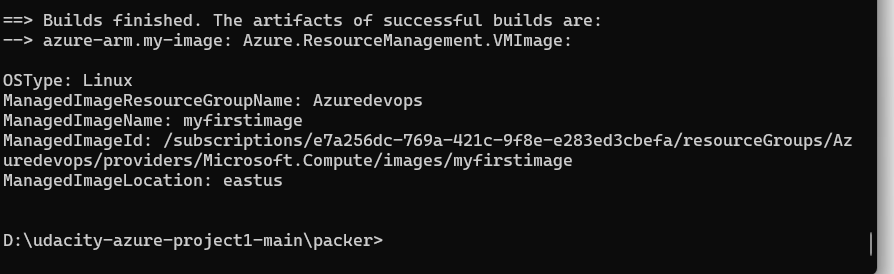 ==> Builds finished. The artifacts of successful builds are:
--> azure-arm.my-image: Azure.ResourceManagement.VMImage:
OSType: Linux
ManagedImageResourceGroupName: Azuredevops
ManagedImageName: myfirstimage
ManagedImageId: /subscriptions/e7a256dc-769a-421c-9f8e-e283ed3cbefa/resourceGroups/Az
uredevops/providers/Microsoft.Compute/images/myfirstimage
ManagedImageLocation: eastus
D:\udacity-azure-project1-main\packer>